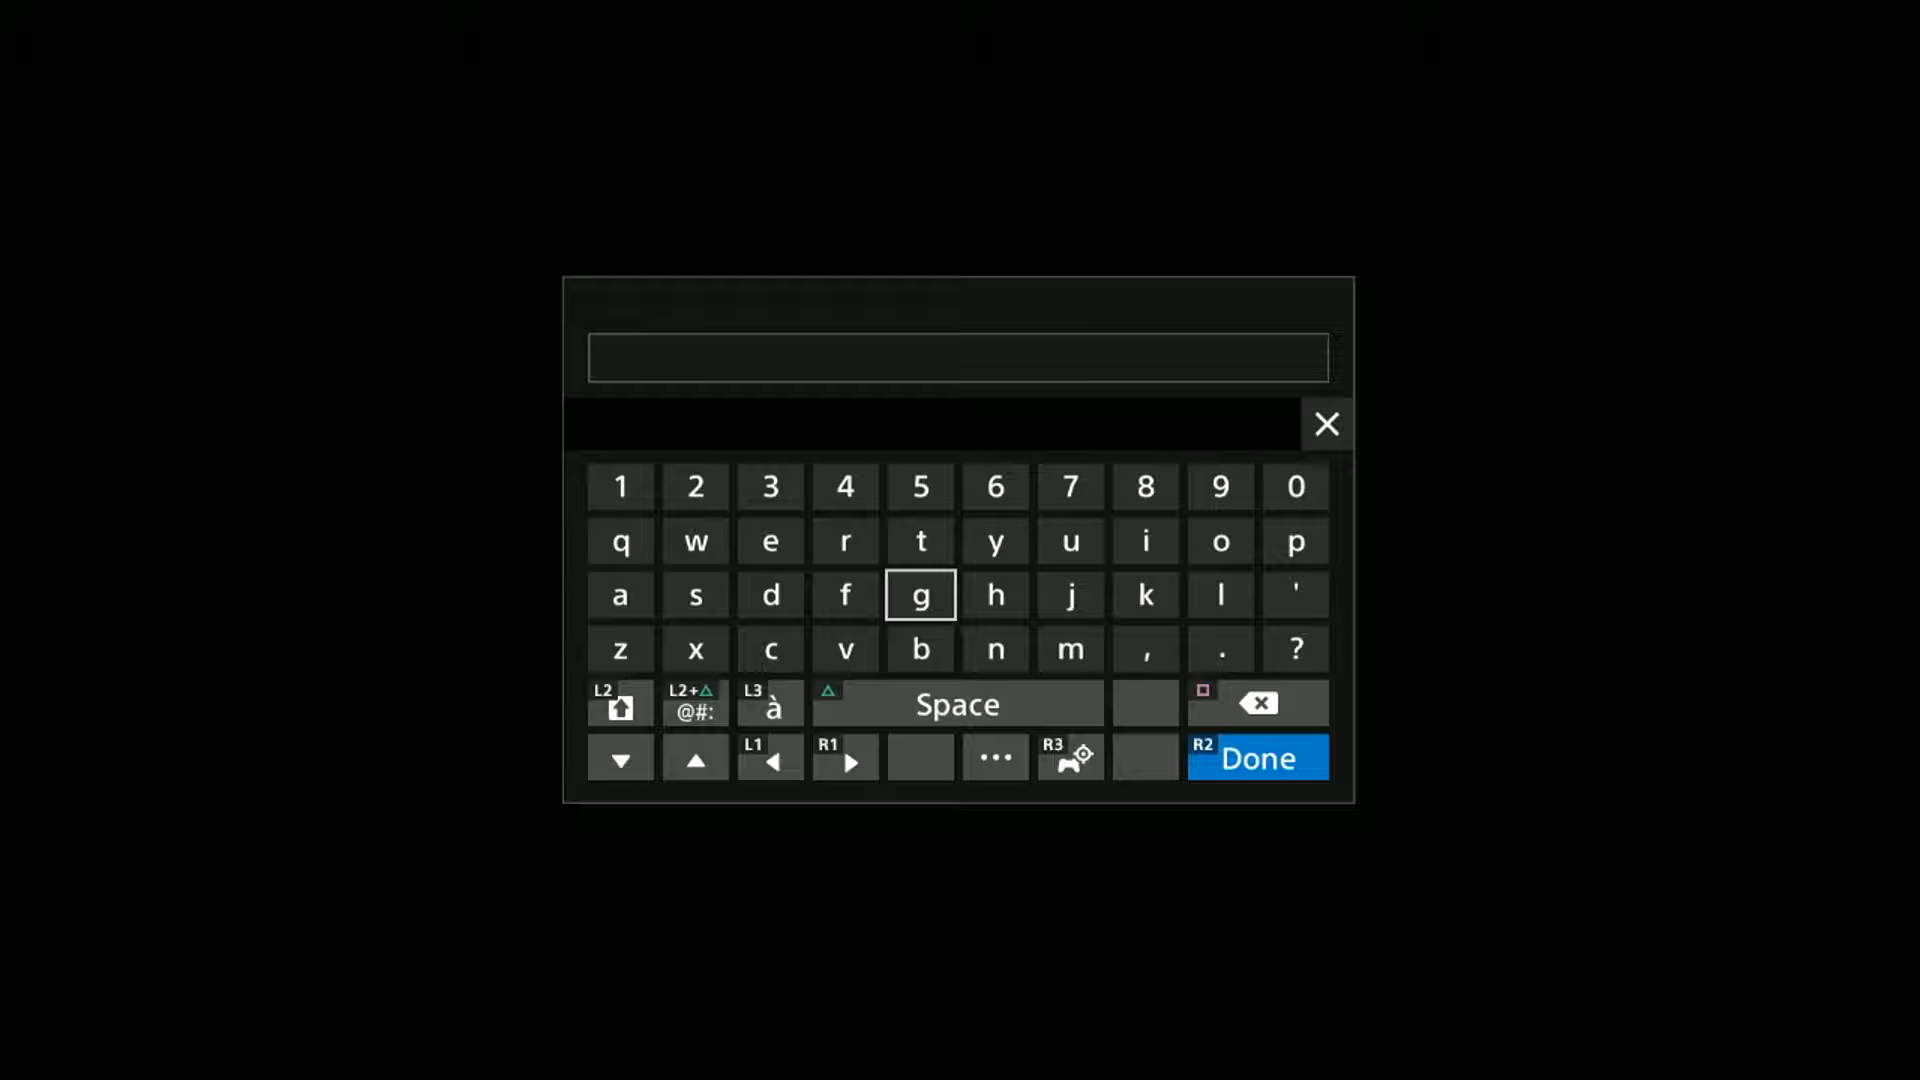 1 2 3 4 5 6 7 8 9 0
q w e r t y u i o p
a s d f g h j k l '
z x c v b n m , . ?
L2 L2+△ @#: L3 à △ Space □
L1 R1 ... R3 R2 Done